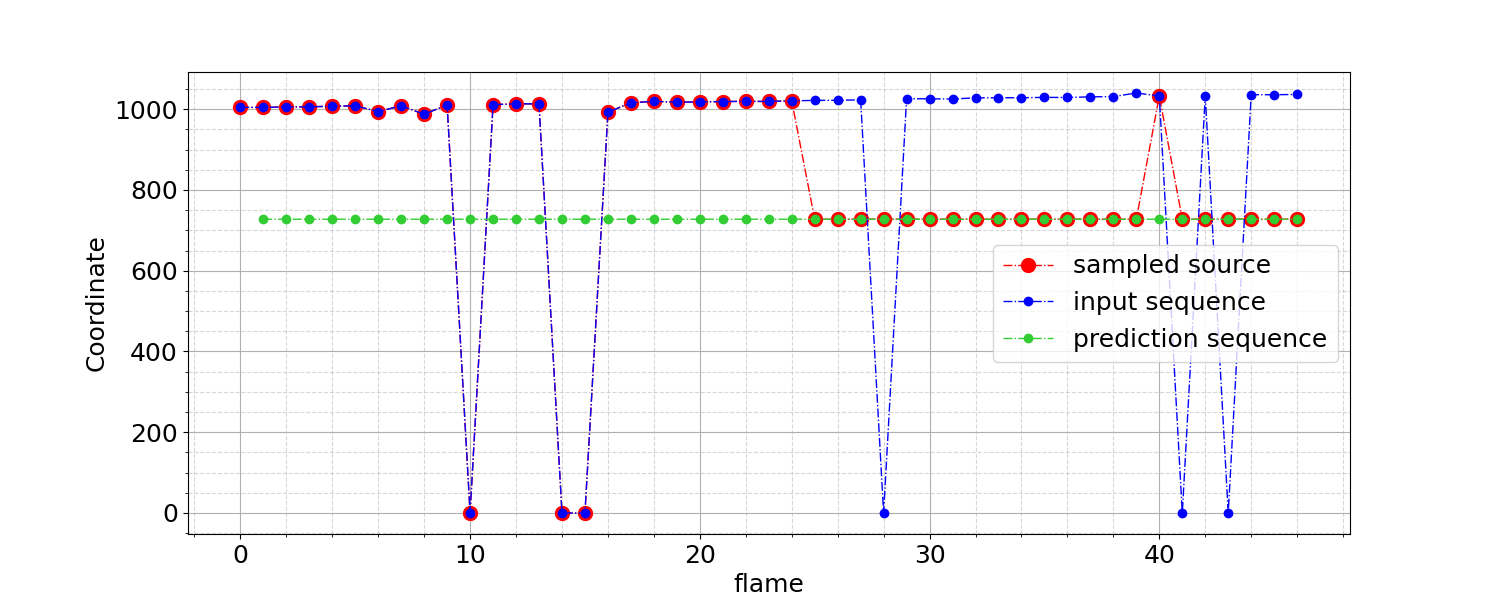 1000
800
600
400
200
0
Coordinate
0 10 20 30 40
flame
sampled source
input sequence
prediction sequence